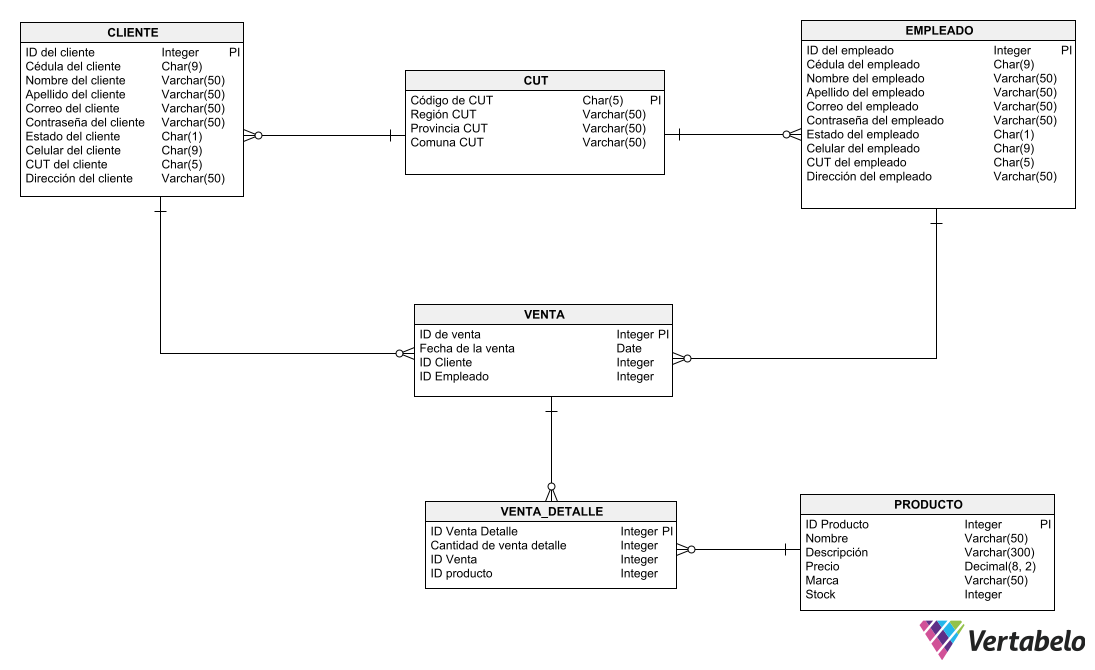 CLIENTE
ID del cliente Integer PI
Cédula del cliente Char(9)
Nombre del cliente Varchar(50)
Apellido del cliente Varchar(50)
Correo del cliente Varchar(50)
Contraseña del cliente Varchar(50)
Estado del cliente Char(1)
Celular del cliente Char(9)
CUT del cliente Char(5)
Dirección del cliente Varchar(50)
CUT
Código de CUT Char(5) PI
Región CUT Varchar(50)
Provincia CUT Varchar(50)
Comuna CUT Varchar(50)
EMPLEADO
ID del empleado Integer PI
Cédula del empleado Char(9)
Nombre del empleado Varchar(50)
Apellido del empleado Varchar(50)
Correo del empleado Varchar(50)
Contraseña del empleado Varchar(50)
Estado del empleado Char(1)
Celular del empleado Char(9)
CUT del empleado Char(5)
Dirección del empleado Varchar(50)
VENTA
ID de venta Integer PI
Fecha de la venta Date
ID Cliente Integer
ID Empleado Integer
VENTA_DETALLE
ID Venta Detalle Integer PI
Cantidad de venta detalle Integer
ID Venta Integer
ID producto Integer
PRODUCTO
ID Producto Integer PI
Nombre Varchar(50)
Descripción Varchar(300)
Precio Decimal(8, 2)
Marca Varchar(50)
Stock Integer
Vertabelo